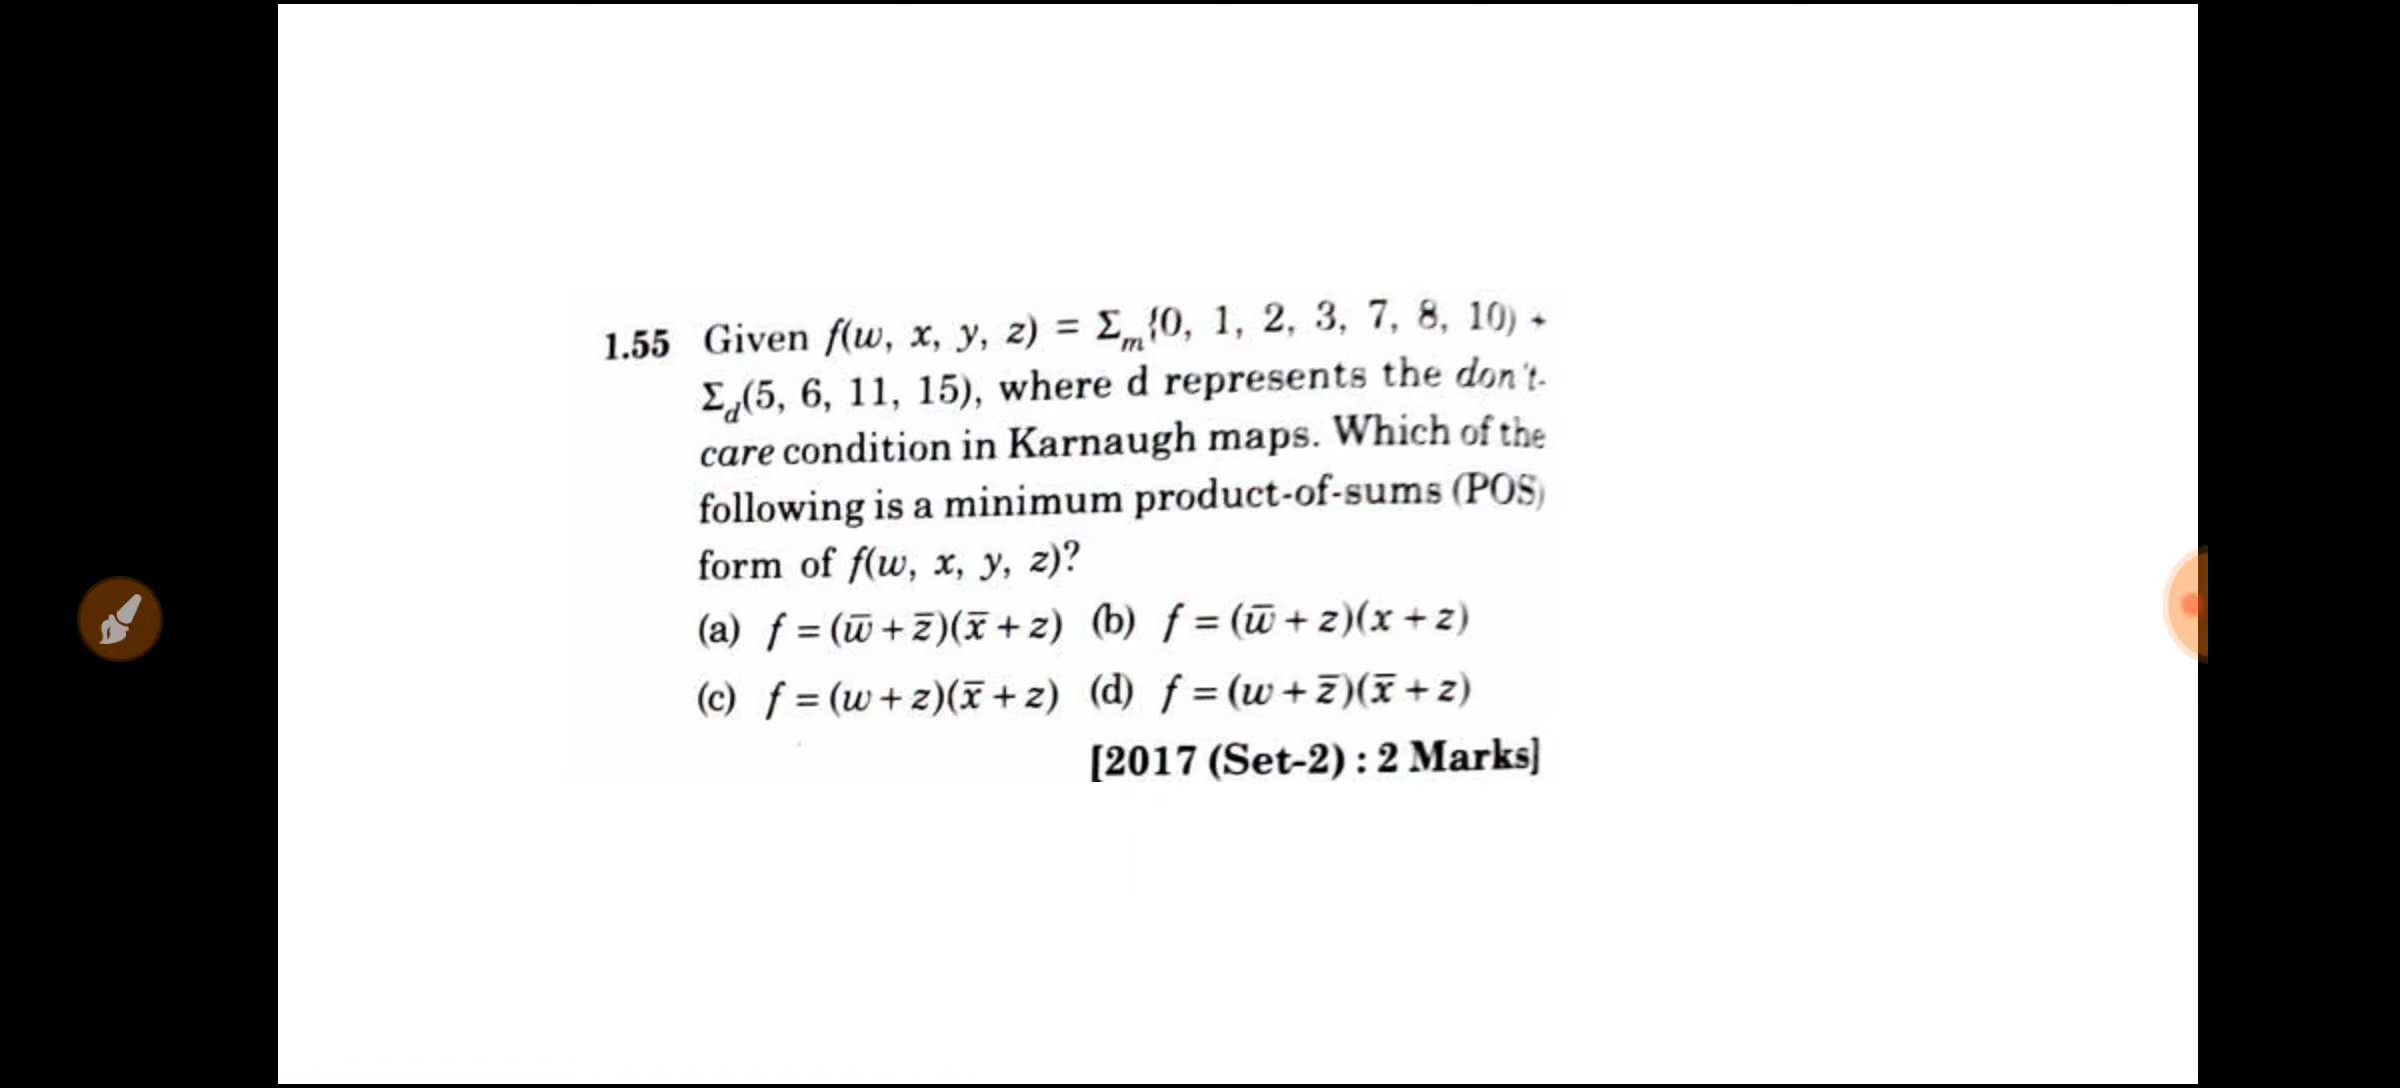 1.55 Given f(w, x, y, z) = Σm{0, 1, 2, 3, 7, 8, 10) +
Σd(5, 6, 11, 15), where d represents the don't-
care condition in Karnaugh maps. Which of the
following is a minimum product-of-sums (POS)
form of f(w, x, y, z)?
(a) f = (w̅ + z̅)(x̅ + z) (b) f = (w̅ + z)(x + z)
(c) f = (w + z)(x̅ + z) (d) f = (w + z̅)(x̅ + z)
[2017 (Set-2) : 2 Marks]